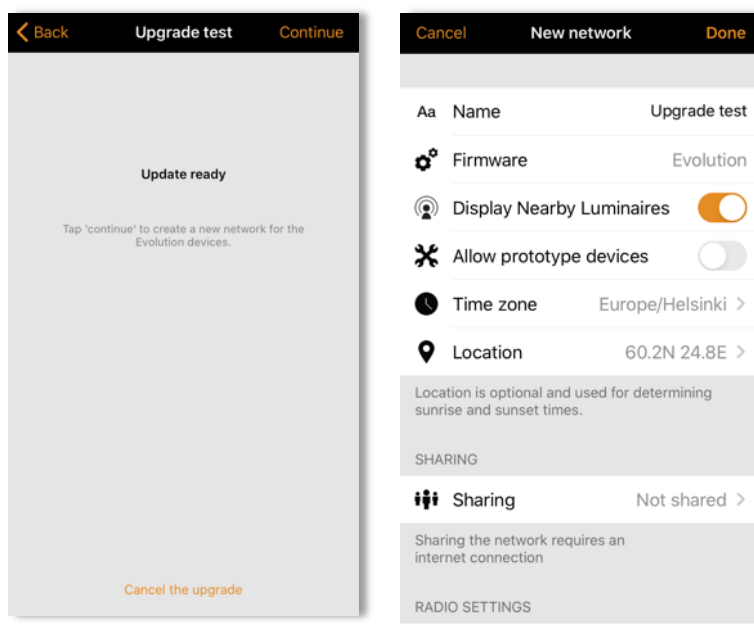 Back Upgrade test Continue
Update ready
Tap 'continue' to create a new network for the
Evolution devices.
Cancel the upgrade
Cancel New network Done
Aa Name Upgrade test
Firmware Evolution
Display Nearby Luminaires
Allow prototype devices
Time zone Europe/Helsinki >
Location 60.2N 24.8E >
Location is optional and used for determining
sunrise and sunset times.
SHARING
Sharing Not shared >
Sharing the network requires an
internet connection
RADIO SETTINGS